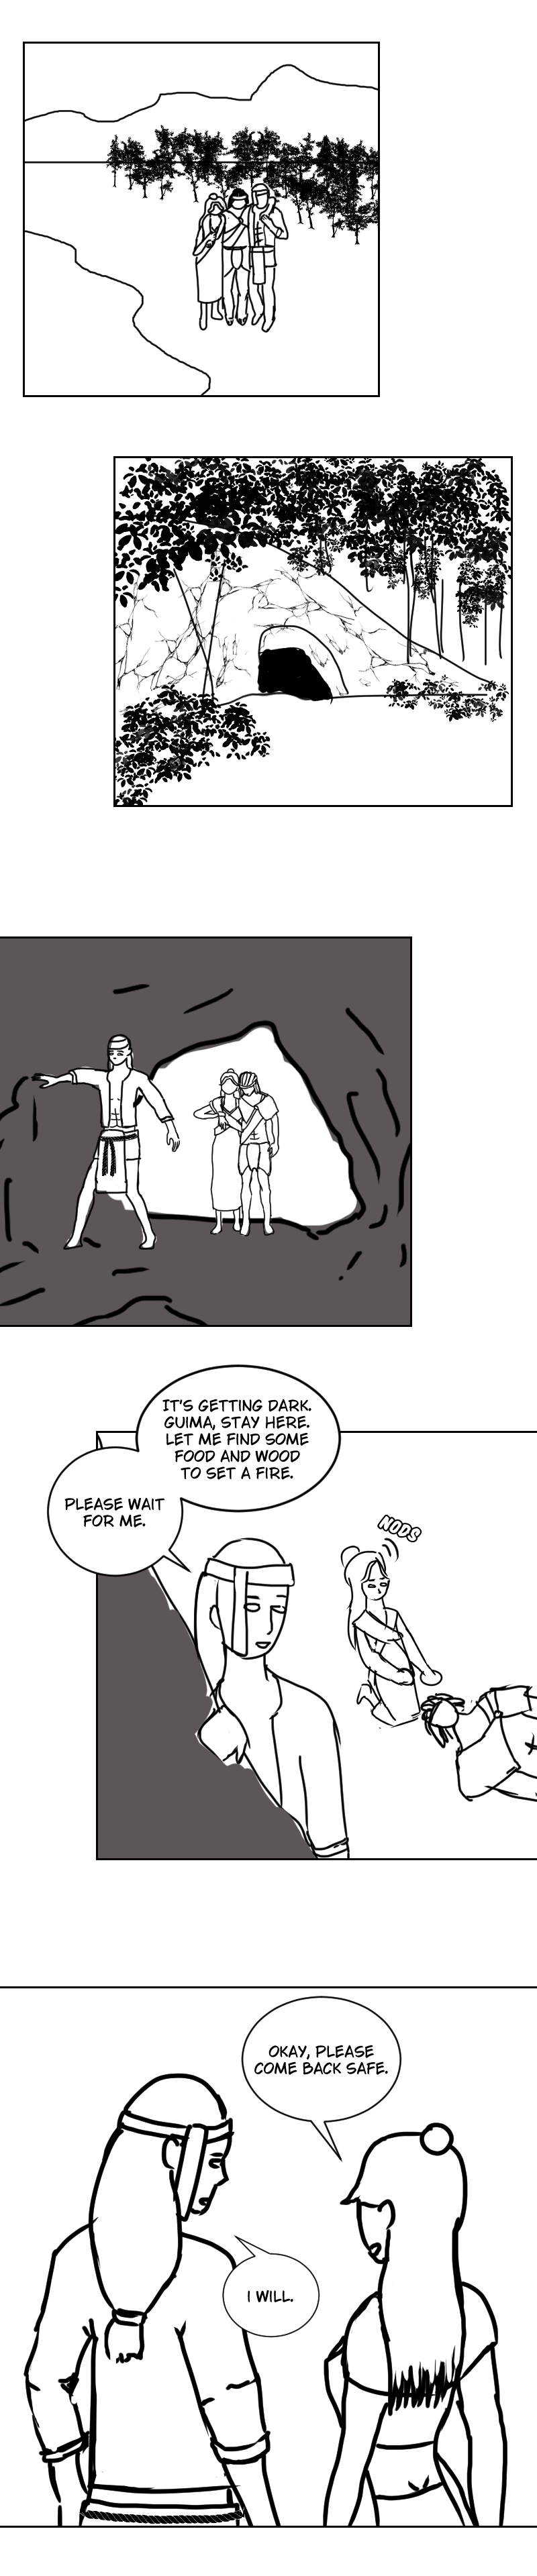 IT'S GETTING DARK.
GUIMA, STAY HERE.
LET ME FIND SOME
FOOD AND WOOD
TO SET A FIRE.
PLEASE WAIT
FOR ME.
NODS
OKAY, PLEASE
COME BACK SAFE.
I WILL.